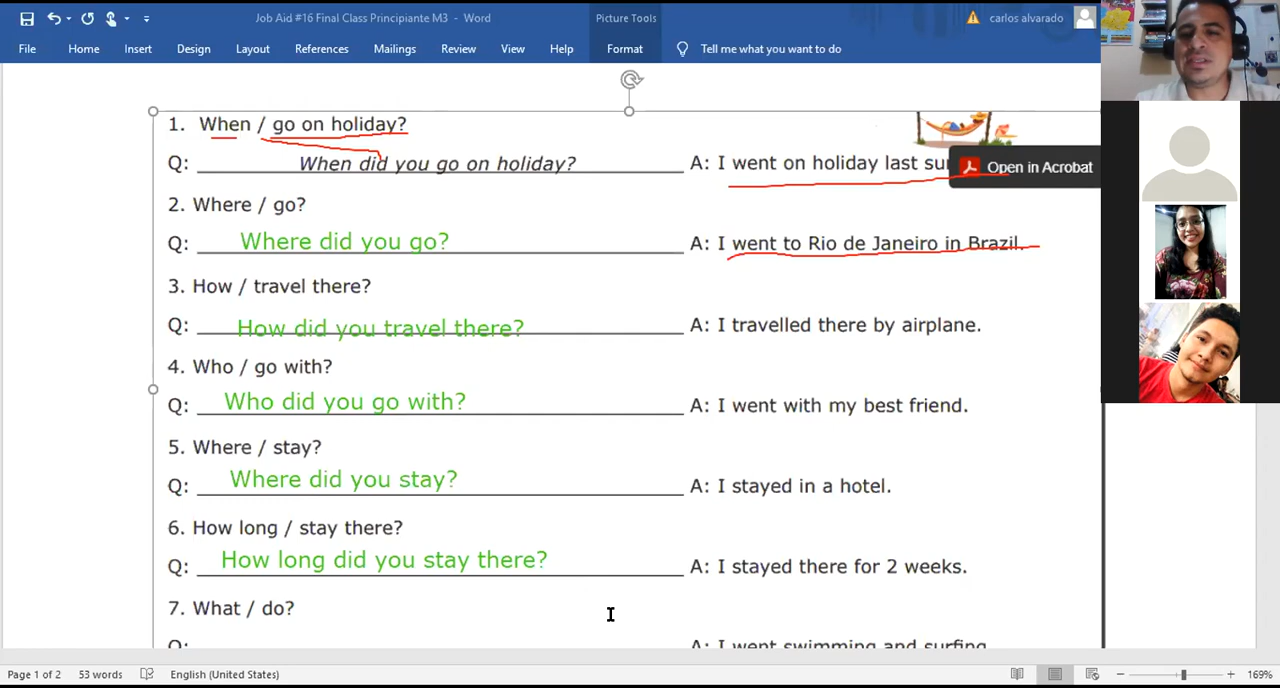 Job Aid #16 Final Class Principiante M3 - Word
Picture Tools
carlos alvarado
File Home Insert Design Layout References Mailings Review View Help Format Tell me what you want to do
1. When / go on holiday?
Q: When did you go on holiday? A: I went on holiday last
Open in Acrobat
2. Where / go?
Q: Where did you go? A: I went to Rio de Janeiro in Brazil.
3. How / travel there?
Q: How did you travel there? A: I travelled there by airplane.
4. Who / go with?
Q: Who did you go with? A: I went with my best friend.
5. Where / stay?
Q: Where did you stay? A: I stayed in a hotel.
6. How long / stay there?
Q: How long did you stay there? A: I stayed there for 2 weeks.
7. What / do?
Q: A: I went swimming and surfing
Page 1 of 2 53 words English (United States) 169%